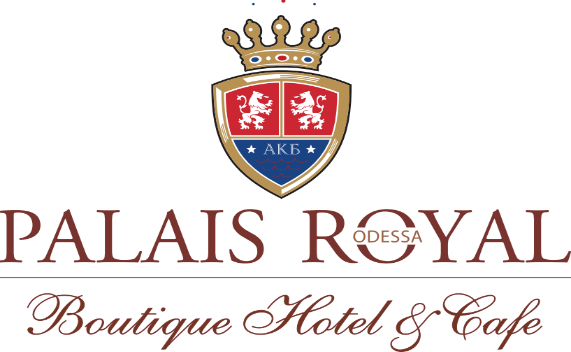 АКБ
PALAIS ROYAL
ODESSA
Boutique Hotel & Cafe